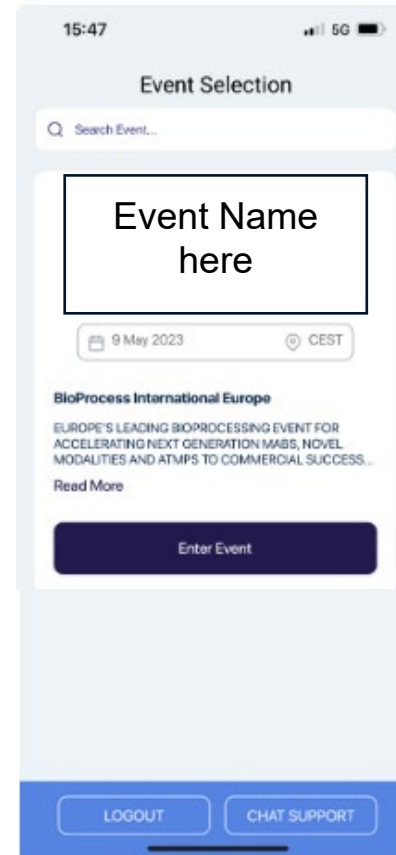 15:47
5G
Event Selection
Search Event...
Event Name
here
9 May 2023
CEST
BioProcess International Europe
EUROPE'S LEADING BIOPROCESSING EVENT FOR
ACCELERATING NEXT GENERATION MABS, NOVEL
MODALITIES AND ATMPS TO COMMERCIAL SUCCESS...
Read More
Enter Event
LOGOUT
CHAT SUPPORT